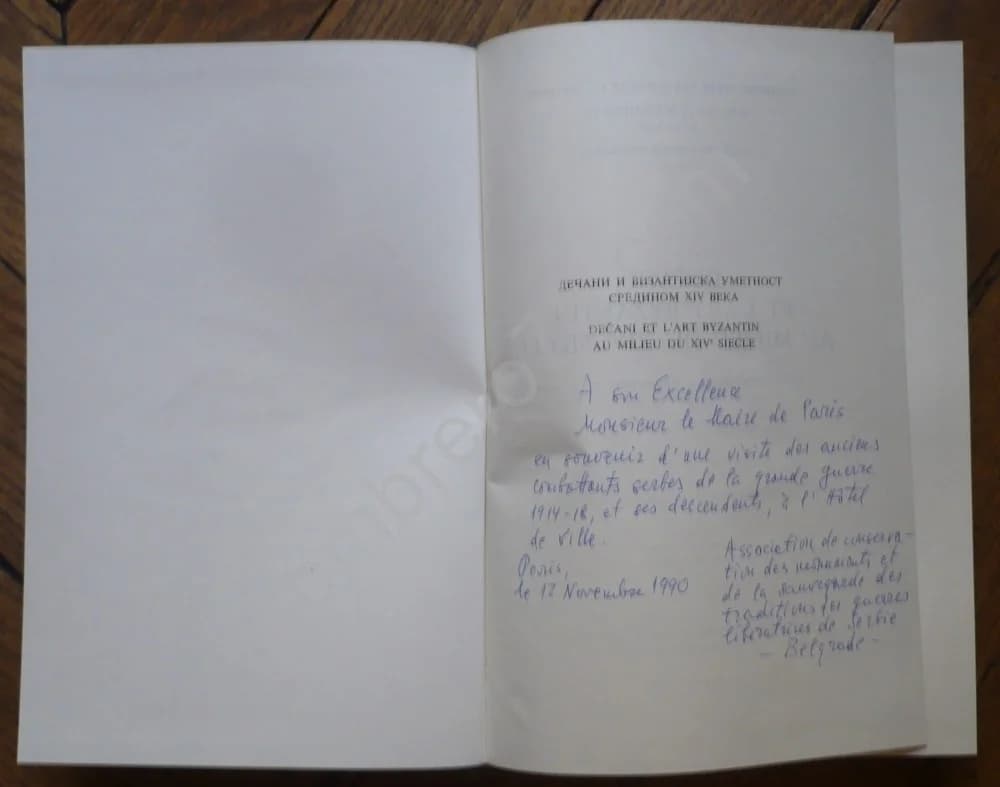 ДЕЧАНИ И ВИЗАНТИЈСКА УМЕТНОСТ
СРЕДИНОМ XIV ВЕКА
DEČANI ET L'ART BYZANTIN
AU MILIEU DU XIVe SIECLE
A son Excellence
Monsieur le Maire de Paris
en souvenir d'une visite des anciens
combattants serbes de la grande guerre
1914-18, et ses descendents, à l'Hôtel
de ville.
Paris,
le 12 Novembre 1990
Association de conserva-
tion des monuments et
de la sauvegarde des
traditions des guerres
liberatrices de Serbie
- Belgrade -